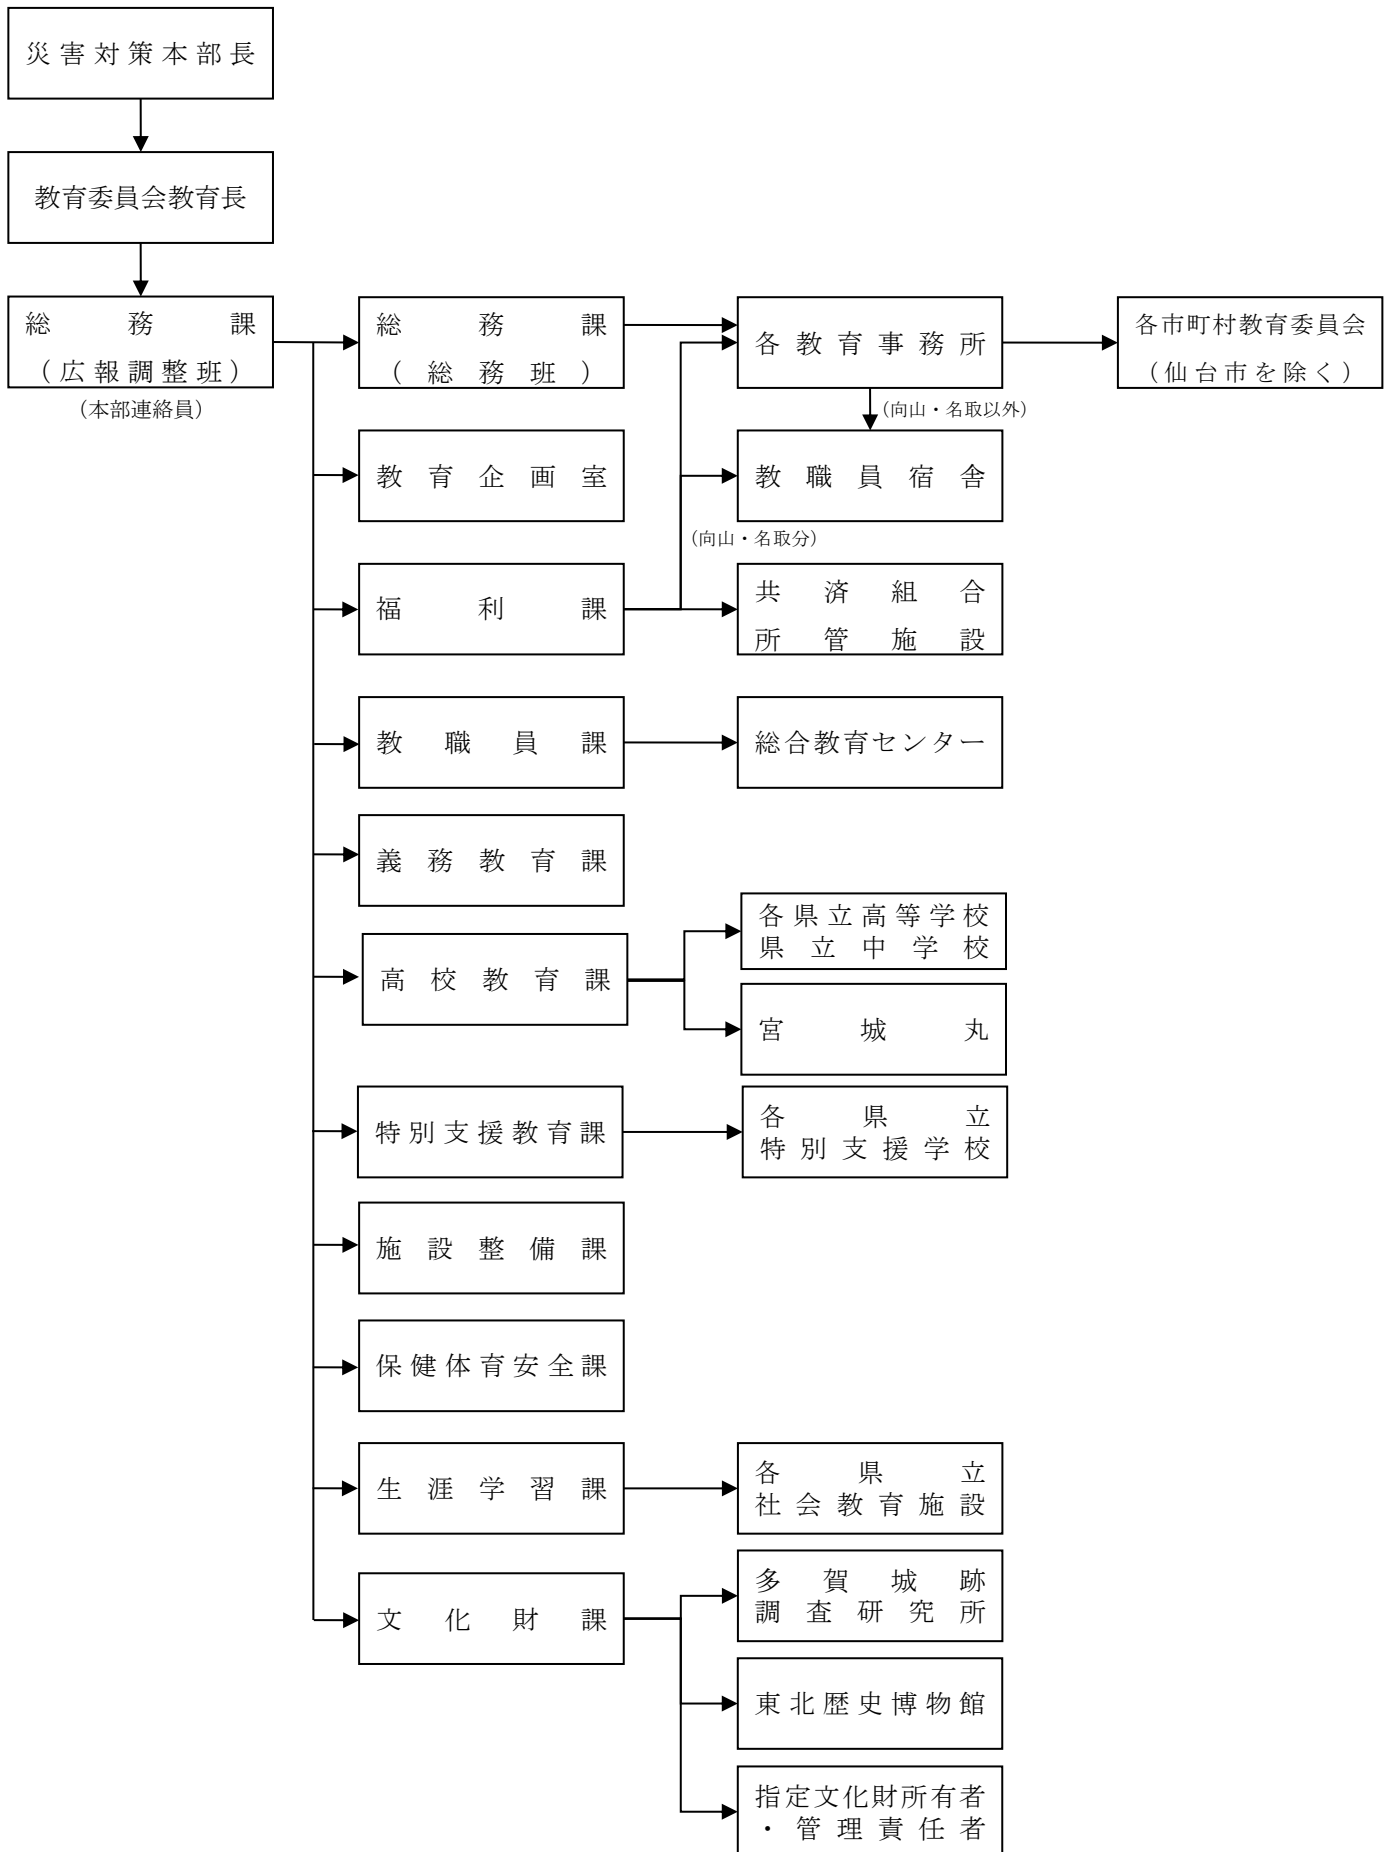 災害対策本部長
教育委員会教育長
総務課
（広報調整班）
（本部連絡員）
総務課
（総務班）
各教育事務所
各市町村教育委員会
（仙台市を除く）
（向山・名取以外）
教育企画室
教職員宿舎
（向山・名取分）
福利課
共済組合
所管施設
教職員課
総合教育センター
義務教育課
高校教育課
各県立高等学校
県立中学校
宮城丸
特別支援教育課
各県立
特別支援学校
施設整備課
保健体育安全課
生涯学習課
各県立
社会教育施設
文化財課
多賀城跡
調査研究所
東北歴史博物館
指定文化財所有者
・管理責任者